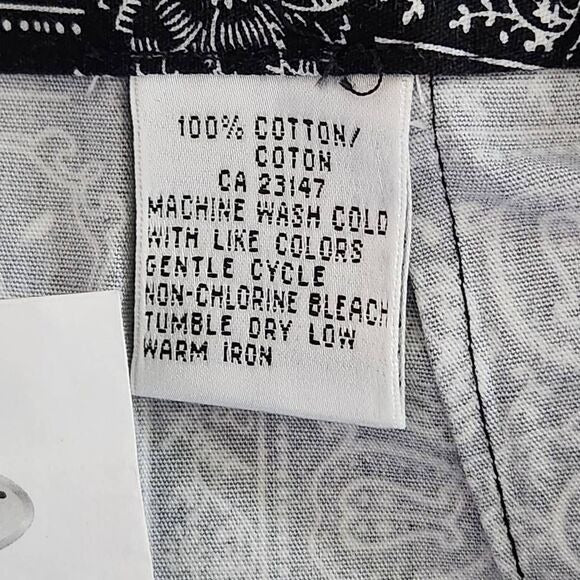 100% COTTON/
COTON
CA 23147
MACHINE WASH COLD
WITH LIKE COLORS
GENTLE CYCLE
NON-CHLORINE BLEACH
TUMBLE DRY LOW
WARM IRON